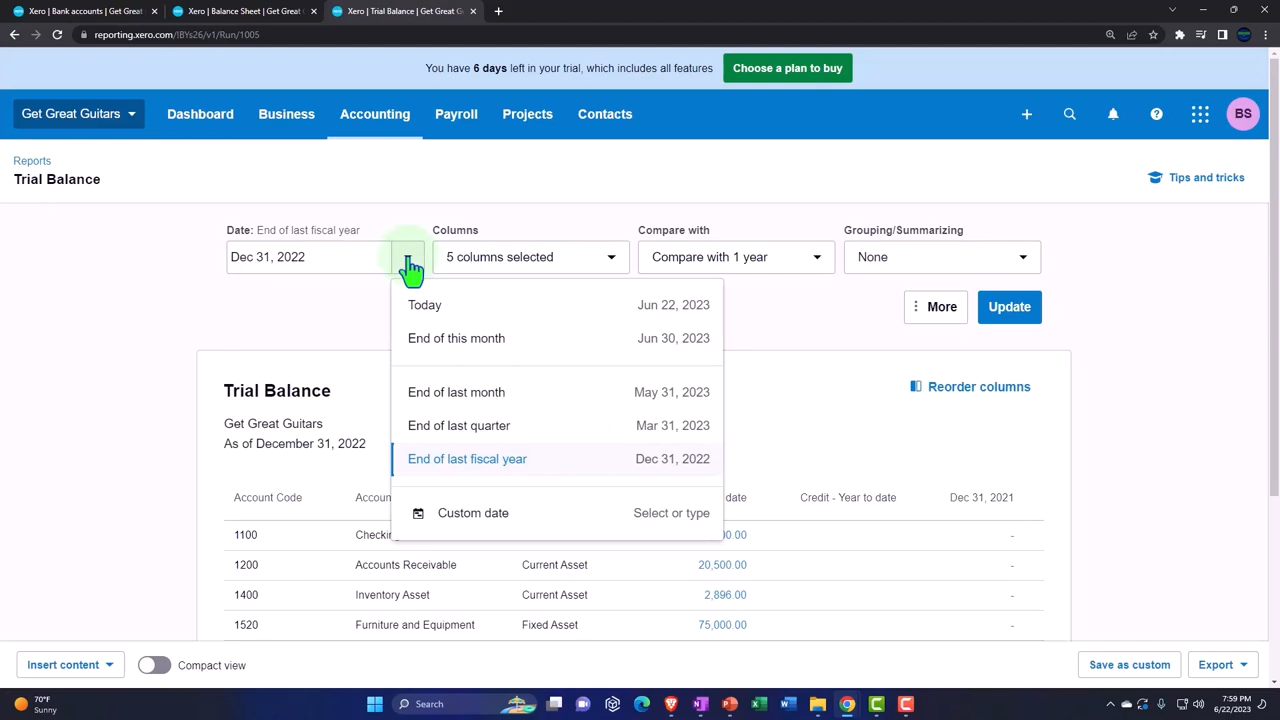 Xero | Bank accounts | Get Great
Xero | Balance Sheet | Get Great
Xero | Trial Balance | Get Great G
reporting.xero.com/!BYs26/v1/Run/1005
You have 6 days left in your trial, which includes all features
Choose a plan to buy
Get Great Guitars
Dashboard
Business
Accounting
Payroll
Projects
Contacts
BS
Reports
Trial Balance
Tips and tricks
Date: End of last fiscal year
Columns
Compare with
Grouping/Summarizing
Dec 31, 2022
5 columns selected
Compare with 1 year
None
Today Jun 22, 2023
End of this month Jun 30, 2023
More
Update
End of last month May 31, 2023
End of last quarter Mar 31, 2023
End of last fiscal year Dec 31, 2022
Custom date Select or type
Trial Balance
Reorder columns
Get Great Guitars
As of December 31, 2022
Account Code Accoun date Credit - Year to date Dec 31, 2021
1100 Checkin 00.00 -
1200 Accounts Receivable Current Asset 20,500.00 -
1400 Inventory Asset Current Asset 2,896.00 -
1520 Furniture and Equipment Fixed Asset 75,000.00 -
Insert content
Compact view
Save as custom
Export
70°F
Sunny
Search
7:59 PM
6/22/2023